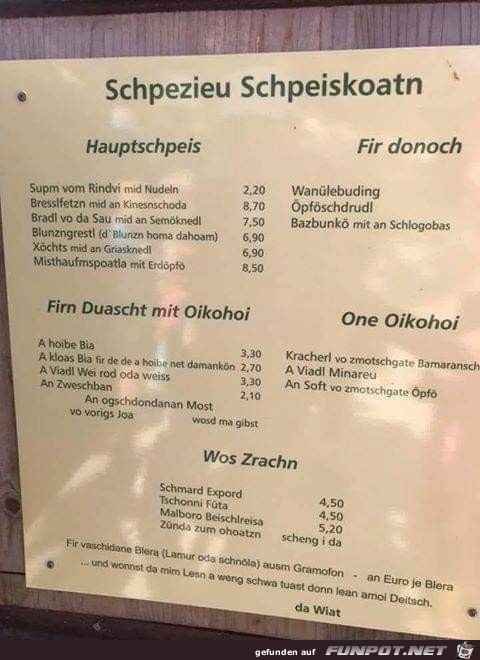 Schpezieu Schpeiskoatn
Hauptschpeis
Supm vom Rindvi mid Nudeln 2,20
Bresslfetzn mid an Kinesnschoda 8,70
Bradl vo da Sau mid an Semöknedl 7,50
Blunzngrestl (d'Blunzn homa dahoam) 6,90
Xöchts mid an Griasknedl 6,90
Misthaufmspoatla mit Erdöpfö 8,50
Fir donoch
Wanülebuding
Öpföschdrudl
Bazbunkö mit an Schlogobas
Firn Duascht mit Oikohoi
A hoibe Bia 3,30
A kloas Bia fir de de a hoibe net damankön 2,70
A Viadl Wei rod oda weiss 3,30
An Zweschban 2,10
An ogschdondanan Most
vo vorigs Joa wosd ma gibst
One Oikohoi
Kracherl vo zmotschgate Bamaransch
A Viadl Minareu
An Soft vo zmotschgate Öpfö
Wos Zrachn
Schmard Expord 4,50
Tschonni Füta 4,50
Malboro Beischlreisa 5,20
Zünda zum ohoatzn scheng i da
Fir vaschidane Blera (Lamur oda schnöla) ausm Gramofon - an Euro je Blera
... und wonnst da mim Lesn a weng schwa tuast donn lean amoi Deitsch.
da Wiat
gefunden auf FUNPOT.NET